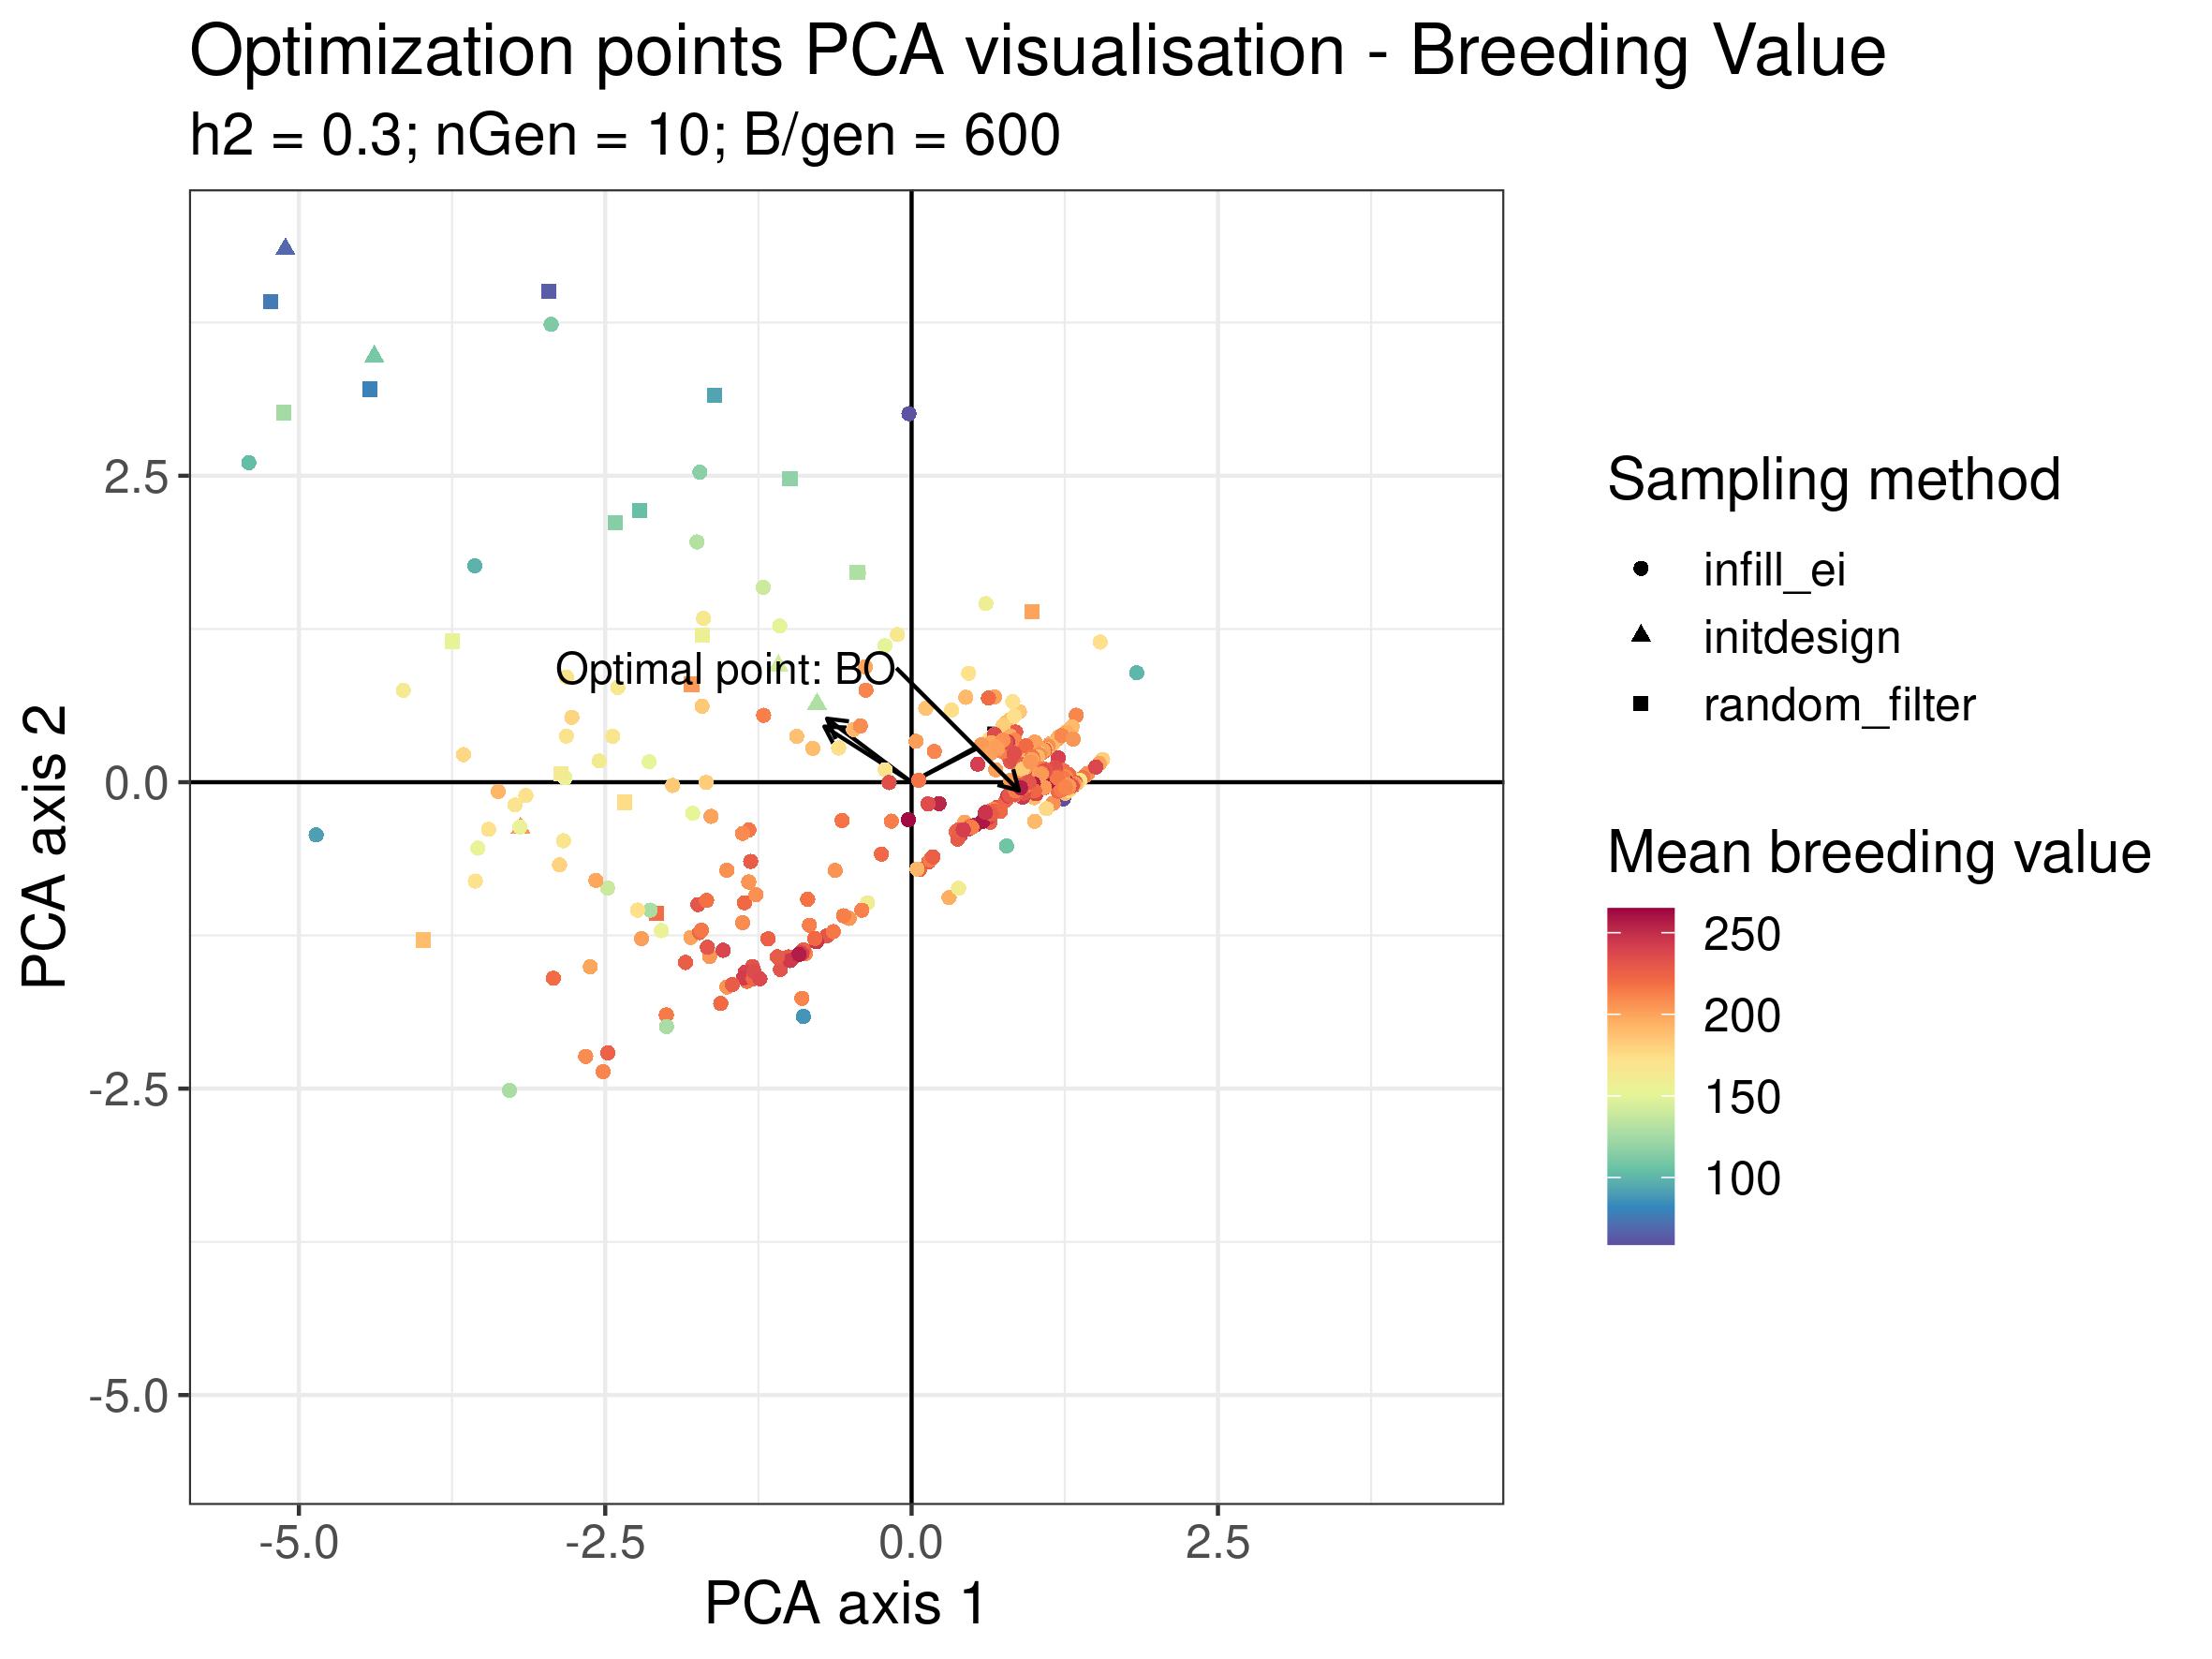 Optimization points PCA visualisation - Breeding Value
h2 = 0.3; nGen = 10; B/gen = 600
PCA axis 2
2.5
0.0
-2.5
-5.0
Optimal point: BO
-5.0
-2.5
0.0
2.5
PCA axis 1
Sampling method
infill_ei
initdesign
random_filter
Mean breeding value
250
200
150
100